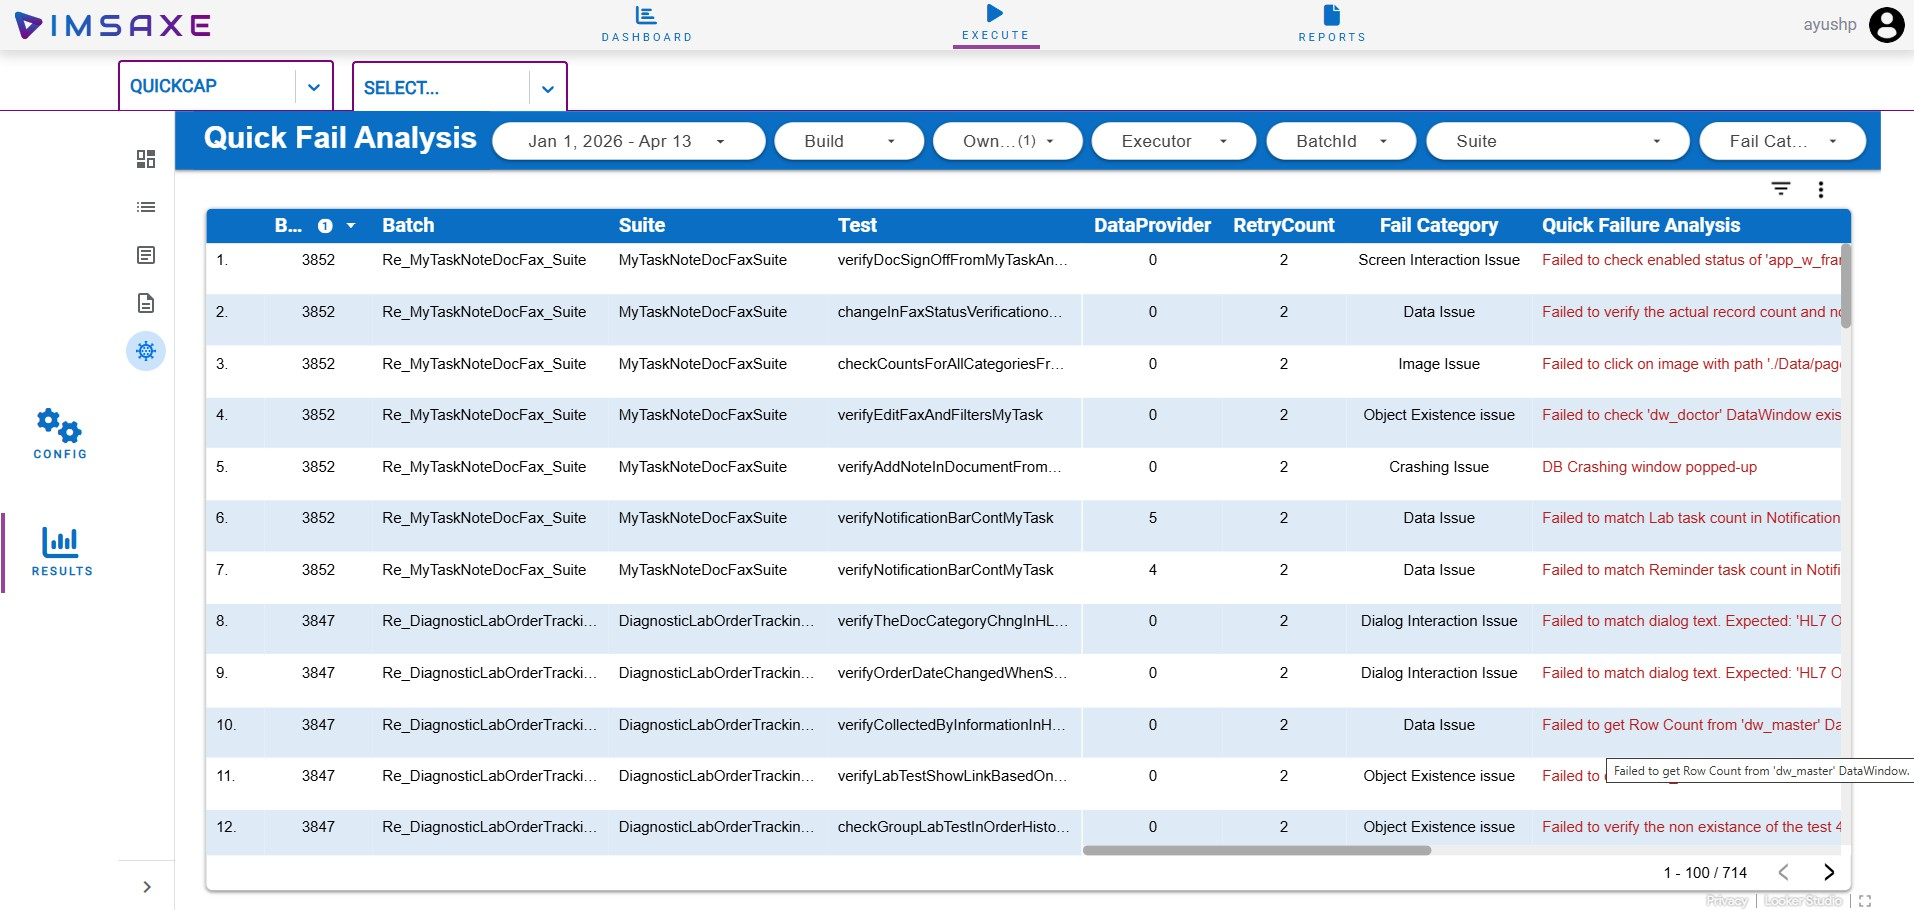 IMSAXE
DASHBOARD
EXECUTE
REPORTS
ayushp
QUICKCAP
SELECT...
Quick Fail Analysis
Jan 1, 2026 - Apr 13
Build
Own... (1)
Executor
BatchId
Suite
Fail Cat...
CONFIG
RESULTS
B... 1 Batch Suite Test DataProvider RetryCount Fail Category Quick Failure Analysis
1. 3852 Re_MyTaskNoteDocFax_Suite MyTaskNoteDocFaxSuite verifyDocSignOffFromMyTaskAn... 0 2 Screen Interaction Issue Failed to check enabled status of 'app_w_fran
2. 3852 Re_MyTaskNoteDocFax_Suite MyTaskNoteDocFaxSuite changeInFaxStatusVerificationo... 0 2 Data Issue Failed to verify the actual record count and no
3. 3852 Re_MyTaskNoteDocFax_Suite MyTaskNoteDocFaxSuite checkCountsForAllCategoriesFr... 0 2 Image Issue Failed to click on image with path './Data/page
4. 3852 Re_MyTaskNoteDocFax_Suite MyTaskNoteDocFaxSuite verifyEditFaxAndFiltersMyTask 0 2 Object Existence issue Failed to check 'dw_doctor' DataWindow exis
5. 3852 Re_MyTaskNoteDocFax_Suite MyTaskNoteDocFaxSuite verifyAddNoteInDocumentFrom... 0 2 Crashing Issue DB Crashing window popped-up
6. 3852 Re_MyTaskNoteDocFax_Suite MyTaskNoteDocFaxSuite verifyNotificationBarContMyTask 5 2 Data Issue Failed to match Lab task count in Notification
7. 3852 Re_MyTaskNoteDocFax_Suite MyTaskNoteDocFaxSuite verifyNotificationBarContMyTask 4 2 Data Issue Failed to match Reminder task count in Notifi
8. 3847 Re_DiagnosticLabOrderTracki... DiagnosticLabOrderTrackin... verifyTheDocCategoryChngInHL... 0 2 Dialog Interaction Issue Failed to match dialog text. Expected: 'HL7 O
9. 3847 Re_DiagnosticLabOrderTracki... DiagnosticLabOrderTrackin... verifyOrderDateChangedWhenS... 0 2 Dialog Interaction Issue Failed to match dialog text. Expected: 'HL7 O
10. 3847 Re_DiagnosticLabOrderTracki... DiagnosticLabOrderTrackin... verifyCollectedByInformationInH... 0 2 Data Issue Failed to get Row Count from 'dw_master' Da
11. 3847 Re_DiagnosticLabOrderTracki... DiagnosticLabOrderTrackin... verifyLabTestShowLinkBasedOn... 0 2 Object Existence issue Failed to
Failed to get Row Count from 'dw_master' DataWindow.
12. 3847 Re_DiagnosticLabOrderTracki... DiagnosticLabOrderTrackin... checkGroupLabTestInOrderHisto... 0 2 Object Existence issue Failed to verify the non existance of the test 4
1 - 100 / 714
Privacy
Looker Studio